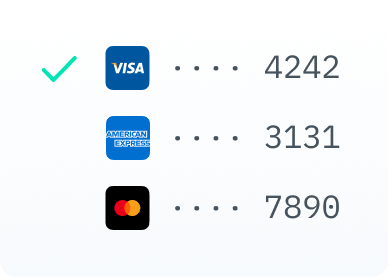 VISA •••• 4242
AMERICAN EXPRESS •••• 3131
•••• 7890